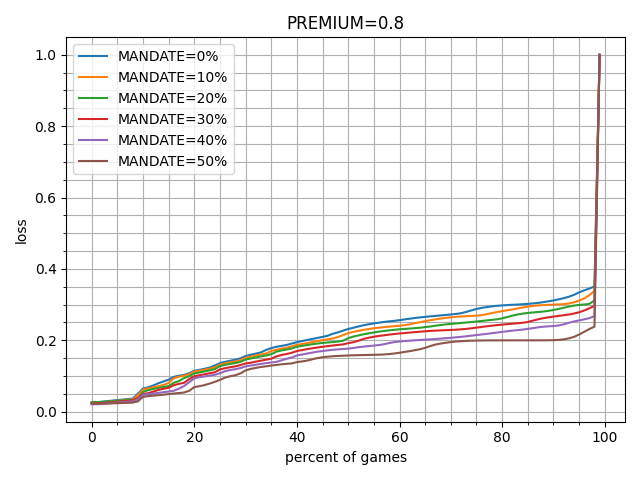 PREMIUM=0.8
MANDATE=0%
MANDATE=10%
MANDATE=20%
MANDATE=30%
MANDATE=40%
MANDATE=50%
1.0
0.8
0.6
0.4
0.2
0.0
loss
0 20 40 60 80 100
percent of games